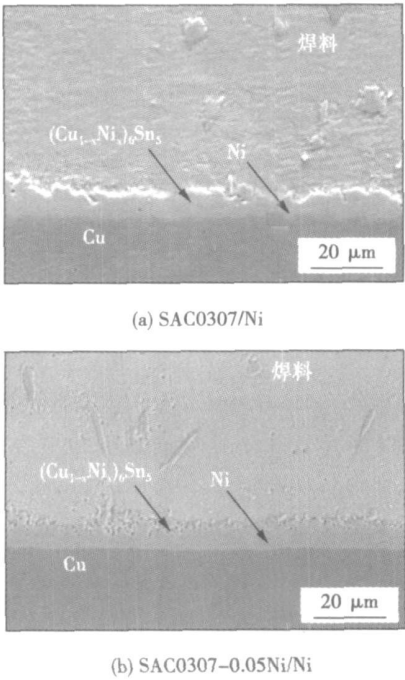 焊料
(Cu₁₋ₓNiₓ)₆Sn₅
Ni
Cu
20 μm
(a) SAC0307/Ni
焊料
(Cu₁₋ₓNiₓ)₆Sn₅
Ni
Cu
20 μm
(b) SAC0307-0.05Ni/Ni